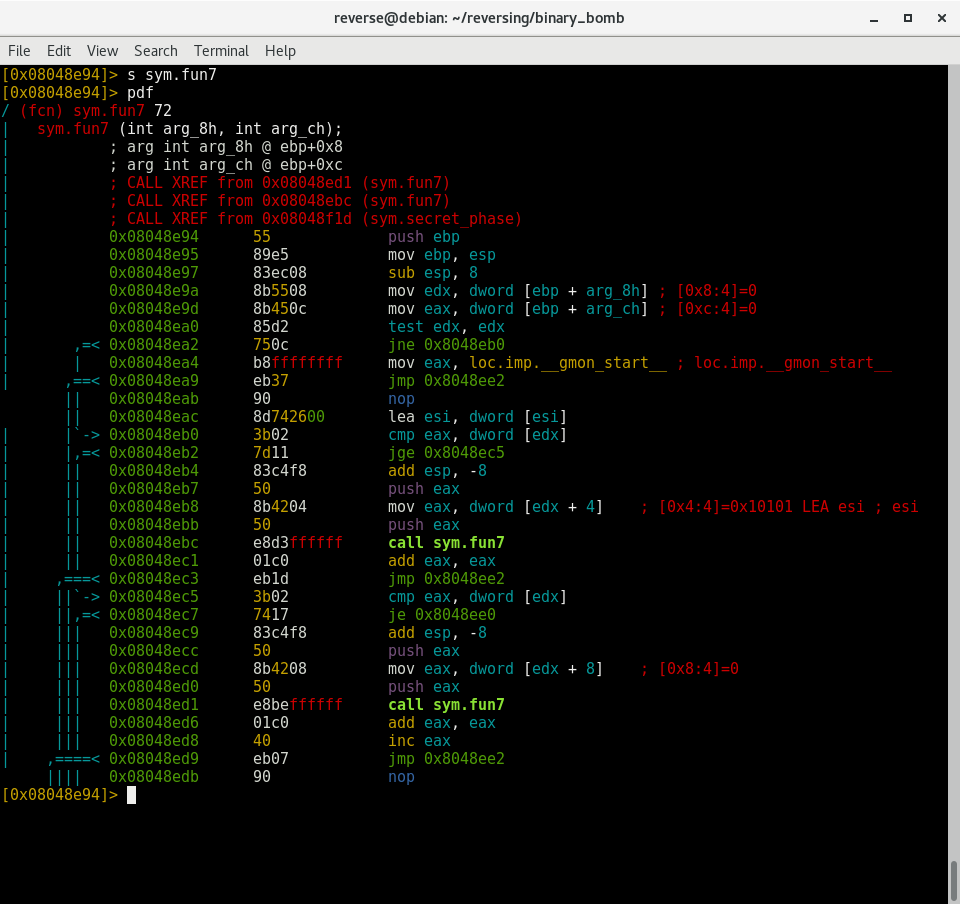 reverse@debian: ~/reversing/binary_bomb
File Edit View Search Terminal Help
[0x08048e94]> s sym.fun7
[0x08048e94]> pdf
/ (fcn) sym.fun7 72
|   sym.fun7 (int arg_8h, int arg_ch);
|           ; arg int arg_8h @ ebp+0x8
|           ; arg int arg_ch @ ebp+0xc
|           ; CALL XREF from 0x08048ed1 (sym.fun7)
|           ; CALL XREF from 0x08048ebc (sym.fun7)
|           ; CALL XREF from 0x08048f1d (sym.secret_phase)
|           0x08048e94      55             push ebp
|           0x08048e95      89e5           mov ebp, esp
|           0x08048e97      83ec08         sub esp, 8
|           0x08048e9a      8b5508         mov edx, dword [ebp + arg_8h] ; [0x8:4]=0
|           0x08048e9d      8b450c         mov eax, dword [ebp + arg_ch] ; [0xc:4]=0
|           0x08048ea0      85d2           test edx, edx
|       ,=< 0x08048ea2      750c           jne 0x8048eb0
|       |   0x08048ea4      b8ffffffff     mov eax, loc.imp.__gmon_start__ ; loc.imp.__gmon_start__
|      ,==< 0x08048ea9      eb37           jmp 0x8048ee2
       ||   0x08048eab      90             nop
       ||   0x08048eac      8d742600       lea esi, dword [esi]
|      |`-> 0x08048eb0      3b02           cmp eax, dword [edx]
|      |,=< 0x08048eb2      7d11           jge 0x8048ec5
|      ||   0x08048eb4      83c4f8         add esp, -8
|      ||   0x08048eb7      50             push eax
|      ||   0x08048eb8      8b4204         mov eax, dword [edx + 4]    ; [0x4:4]=0x10101 LEA esi ; esi
|      ||   0x08048ebb      50             push eax
|      ||   0x08048ebc      e8d3ffffff     call sym.fun7
|      ||   0x08048ec1      01c0           add eax, eax
|     ,===< 0x08048ec3      eb1d           jmp 0x8048ee2
|     ||`-> 0x08048ec5      3b02           cmp eax, dword [edx]
|     ||,=< 0x08048ec7      7417           je 0x8048ee0
|     |||   0x08048ec9      83c4f8         add esp, -8
|     |||   0x08048ecc      50             push eax
|     |||   0x08048ecd      8b4208         mov eax, dword [edx + 8]    ; [0x8:4]=0
|     |||   0x08048ed0      50             push eax
|     |||   0x08048ed1      e8beffffff     call sym.fun7
|     |||   0x08048ed6      01c0           add eax, eax
|     |||   0x08048ed8      40             inc eax
|    ,====< 0x08048ed9      eb07           jmp 0x8048ee2
     ||||   0x08048edb      90             nop
[0x08048e94]>